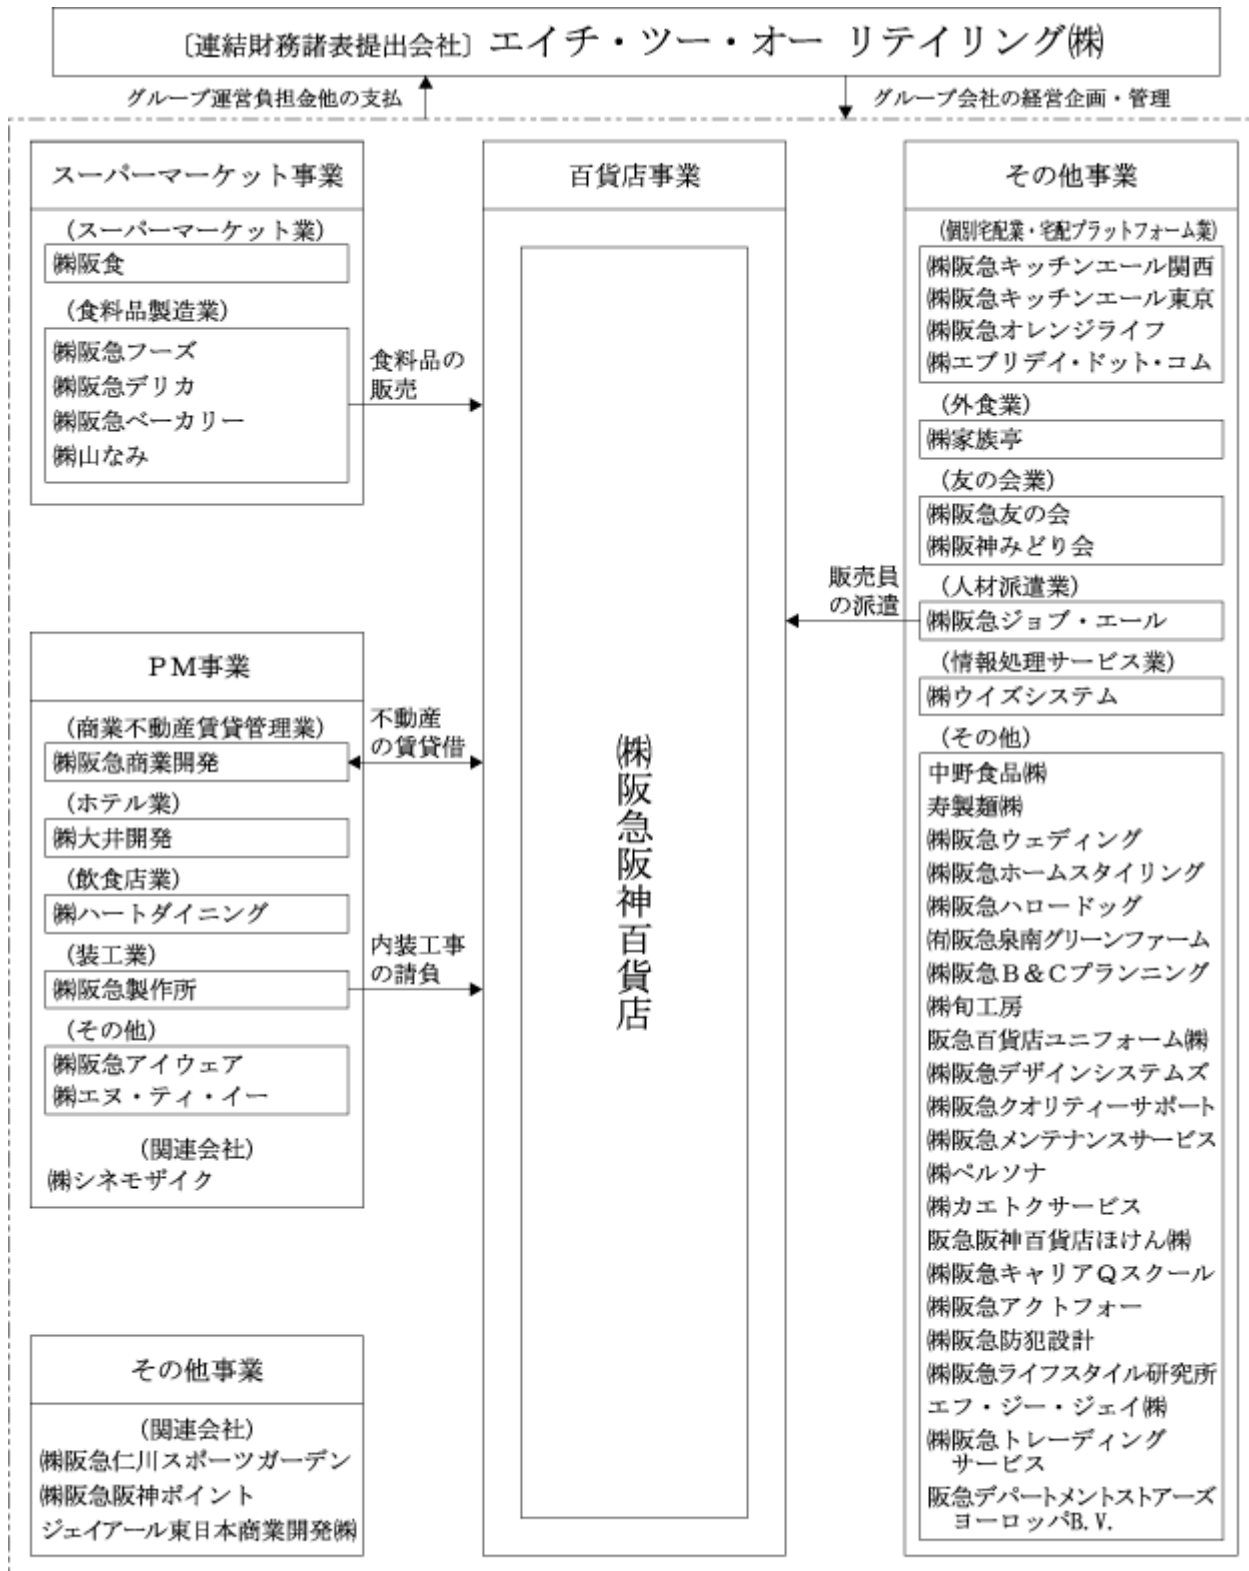 〔連結財務諸表提出会社〕エイチ・ツー・オー リテイリング㈱
グループ運営負担金他の支払
グループ会社の経営企画・管理
スーパーマーケット事業
(スーパーマーケット業)
㈱阪食
(食料品製造業)
㈱阪急フーズ
㈱阪急デリカ
㈱阪急ベーカリー
㈱山なみ
食料品の
販売
PM事業
(商業不動産賃貸管理業)
㈱阪急商業開発
(ホテル業)
㈱大井開発
(飲食店業)
㈱ハートダイニング
(装工業)
㈱阪急製作所
(その他)
㈱阪急アイウェア
㈱エヌ・ティ・イー
(関連会社)
㈱シネモザイク
不動産
の賃貸借
内装工事
の請負
その他事業
(関連会社)
㈱阪急仁川スポーツガーデン
㈱阪急阪神ポイント
ジェイアール東日本商業開発㈱
百貨店事業
㈱阪急阪神百貨店
販売員
の派遣
その他事業
(個別宅配業・宅配プラットフォーム業)
㈱阪急キッチンエール関西
㈱阪急キッチンエール東京
㈱阪急オレンジライフ
㈱エブリデイ・ドット・コム
(外食業)
㈱家族亭
(友の会業)
㈱阪急友の会
㈱阪神みどり会
(人材派遣業)
㈱阪急ジョブ・エール
(情報処理サービス業)
㈱ウイズシステム
(その他)
中野食品㈱
寿製麺㈱
㈱阪急ウェディング
㈱阪急ホームスタイリング
㈱阪急ハロードッグ
㈲阪急泉南グリーンファーム
㈱阪急B&Cプランニング
㈱旬工房
阪急百貨店ユニフォーム㈱
㈱阪急デザインシステムズ
㈱阪急クオリティーサポート
㈱阪急メンテナンスサービス
㈱ペルソナ
㈱カエトクサービス
阪急阪神百貨店ほけん㈱
㈱阪急キャリアQスクール
㈱阪急アクトフォー
㈱阪急防犯設計
㈱阪急ライフスタイル研究所
エフ・ジー・ジェイ㈱
㈱阪急トレーディング
サービス
阪急デパートメントストアーズ
ヨーロッパB.V.